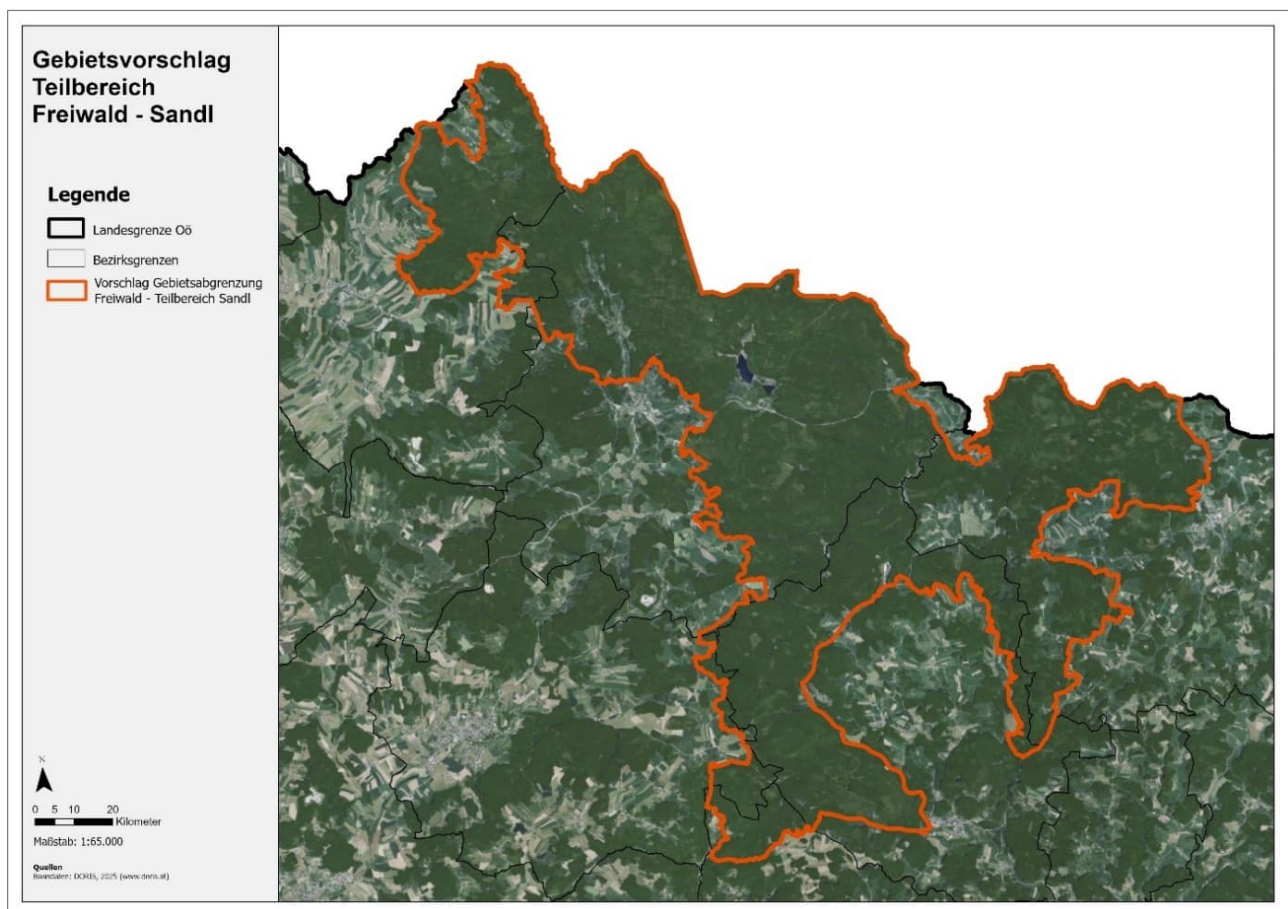 Gebietsvorschlag
Teilbereich
Freiwald - Sandl
Legende
Landesgrenze Oö
Bezirksgrenzen
Vorschlag Gebietsabgrenzung
Freiwald - Teilbereich Sandl
N
0 5 10 20
Kilometer
Maßstab: 1:65.000
Quellen
Basisdaten: DORIS, 2025 (www.doris.at)